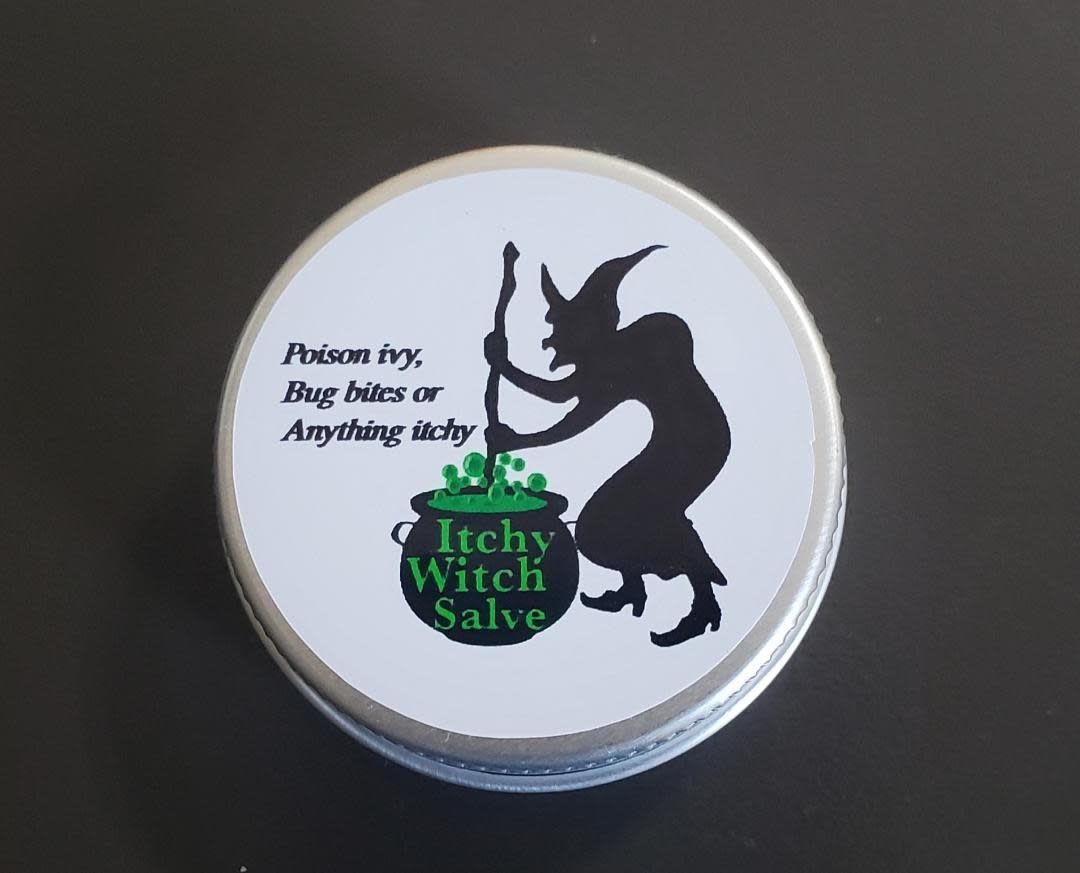 Poison ivy,
Bug bites or
Anything itchy
Itchy
Witch
Salve